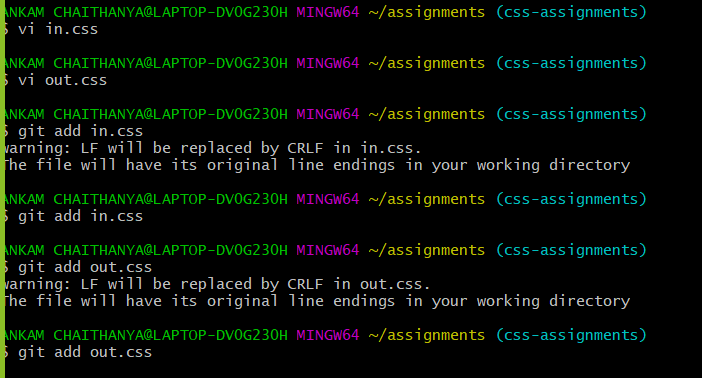 ANKAM CHAITHANYA@LAPTOP-DV0G230H MINGW64 ~/assignments (css-assignments)
$ vi in.css
ANKAM CHAITHANYA@LAPTOP-DV0G230H MINGW64 ~/assignments (css-assignments)
$ vi out.css
ANKAM CHAITHANYA@LAPTOP-DV0G230H MINGW64 ~/assignments (css-assignments)
$ git add in.css
warning: LF will be replaced by CRLF in in.css.
The file will have its original line endings in your working directory
ANKAM CHAITHANYA@LAPTOP-DV0G230H MINGW64 ~/assignments (css-assignments)
$ git add in.css
ANKAM CHAITHANYA@LAPTOP-DV0G230H MINGW64 ~/assignments (css-assignments)
$ git add out.css
warning: LF will be replaced by CRLF in out.css.
The file will have its original line endings in your working directory
ANKAM CHAITHANYA@LAPTOP-DV0G230H MINGW64 ~/assignments (css-assignments)
$ git add out.css